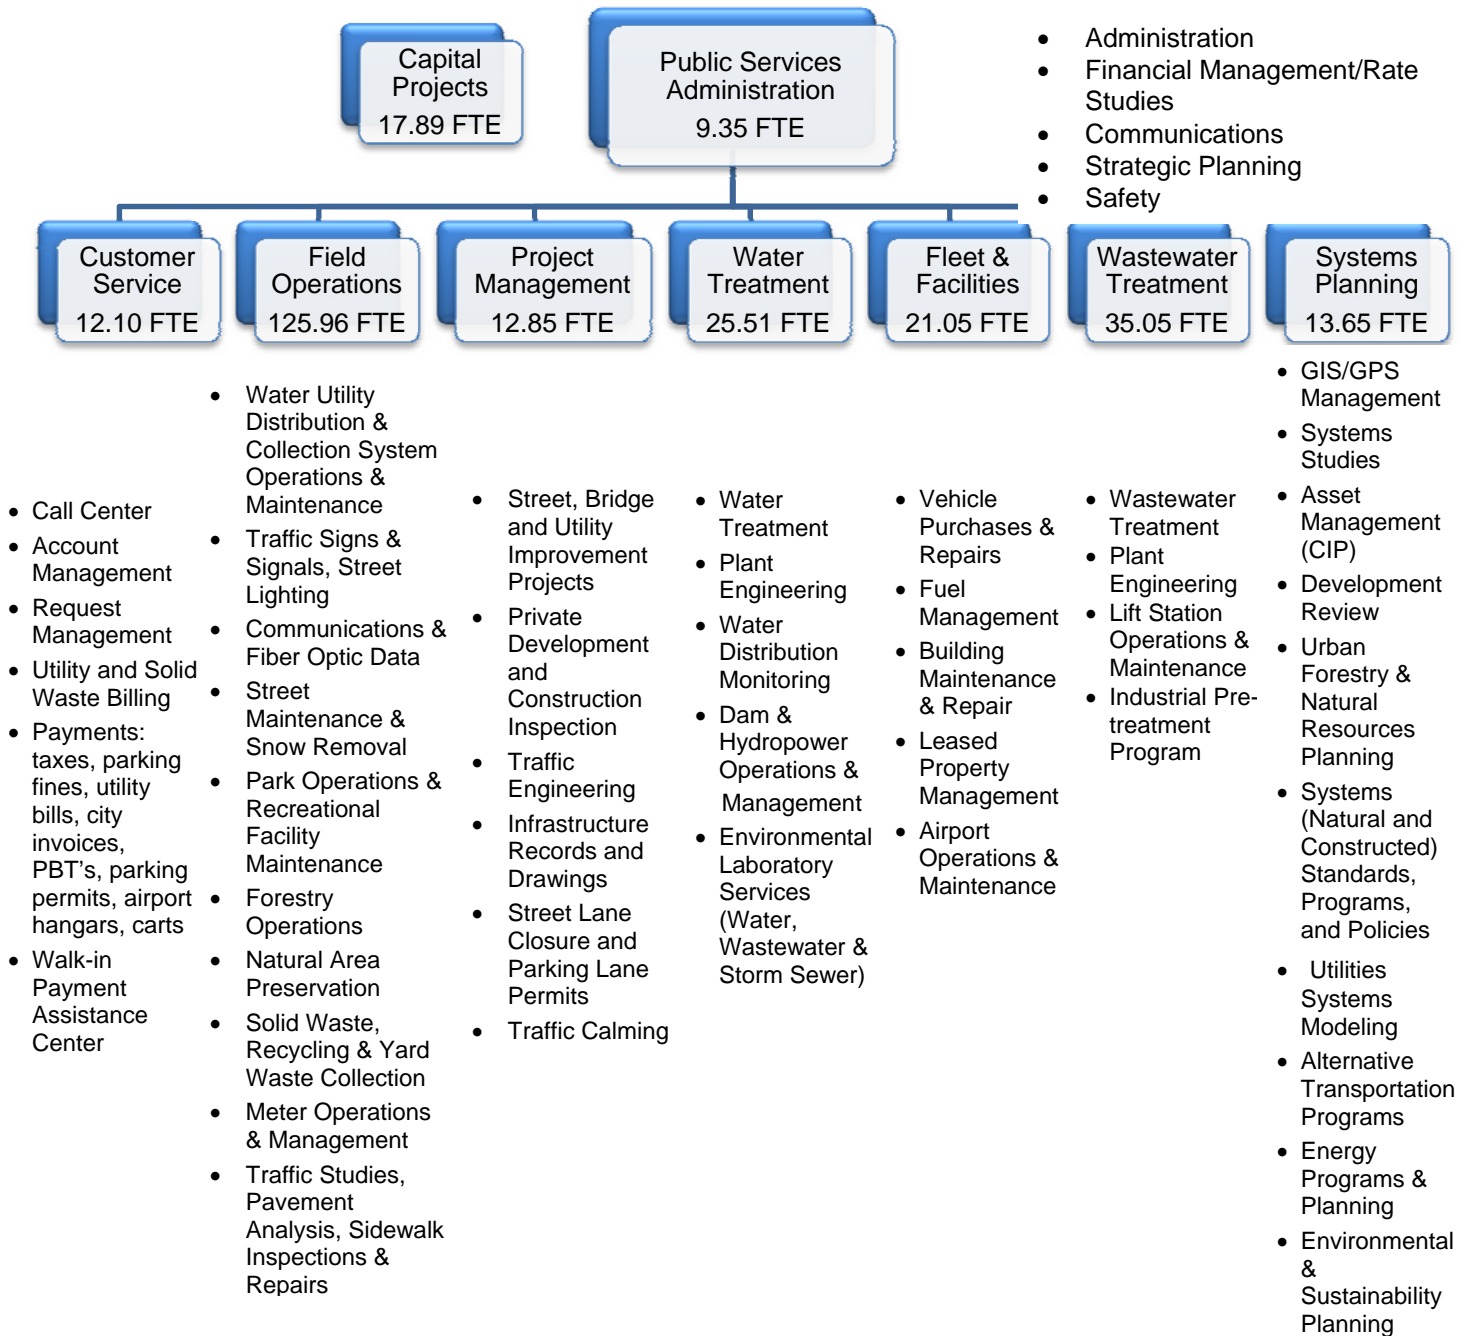 Capital
Projects
17.89 FTE
Public Services
Administration
9.35 FTE
• Administration
• Financial Management/Rate
Studies
• Communications
• Strategic Planning
• Safety
Customer
Service
12.10 FTE
Field
Operations
125.96 FTE
Project
Management
12.85 FTE
Water
Treatment
25.51 FTE
Fleet &
Facilities
21.05 FTE
Wastewater
Treatment
35.05 FTE
Systems
Planning
13.65 FTE
• Call Center
• Account
Management
• Request
Management
• Utility and Solid
Waste Billing
• Payments:
taxes, parking
fines, utility
bills, city
invoices,
PBT's, parking
permits, airport
hangars, carts
• Walk-in
Payment
Assistance
Center
• Water Utility
Distribution &
Collection System
Operations &
Maintenance
• Traffic Signs &
Signals, Street
Lighting
• Communications &
Fiber Optic Data
• Street
Maintenance &
Snow Removal
• Park Operations &
Recreational
Facility
Maintenance
• Forestry
Operations
• Natural Area
Preservation
• Solid Waste,
Recycling & Yard
Waste Collection
• Meter Operations
& Management
• Traffic Studies,
Pavement
Analysis, Sidewalk
Inspections &
Repairs
• Street, Bridge
and Utility
Improvement
Projects
• Private
Development
and
Construction
Inspection
• Traffic
Engineering
• Infrastructure
Records and
Drawings
• Street Lane
Closure and
Parking Lane
Permits
• Traffic Calming
• Water
Treatment
• Plant
Engineering
• Water
Distribution
Monitoring
• Dam &
Hydropower
Operations &
Management
• Environmental
Laboratory
Services
(Water,
Wastewater &
Storm Sewer)
• Vehicle
Purchases &
Repairs
• Fuel
Management
• Building
Maintenance
& Repair
• Leased
Property
Management
• Airport
Operations &
Maintenance
• Wastewater
Treatment
• Plant
Engineering
• Lift Station
Operations &
Maintenance
• Industrial Pre-
treatment
Program
• GIS/GPS
Management
• Systems
Studies
• Asset
Management
(CIP)
• Development
Review
• Urban
Forestry &
Natural
Resources
Planning
• Systems
(Natural and
Constructed)
Standards,
Programs,
and Policies
• Utilities
Systems
Modeling
• Alternative
Transportation
Programs
• Energy
Programs &
Planning
• Environmental
&
Sustainability
Planning